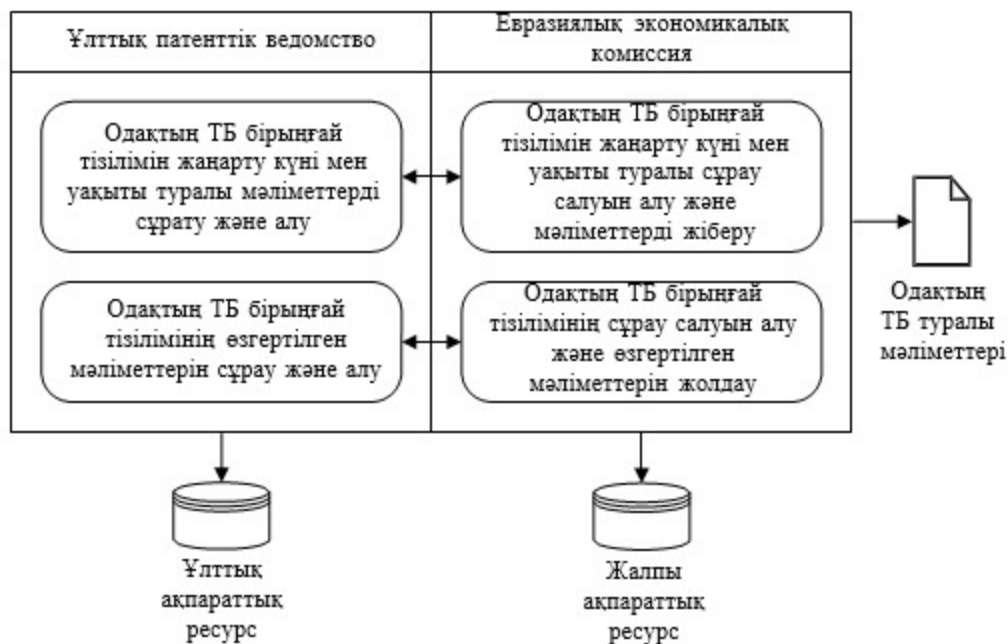 Ұлттық патенттік ведомство
Евразиялық экономикалық
комиссия
Одақтың ТБ бірыңғай
тізілімін жаңарту күні мен
уақыты туралы мәліметтерді
сұрату және алу
Одақтың ТБ бірыңғай
тізілімін жаңарту күні мен
уақыты туралы сұрау
салуын алу және
мәліметтерді жіберу
Одақтың ТБ бірыңғай
тізілімінің өзгертілген
мәліметтерін сұрау және алу
Одақтың ТБ бірыңғай
тізілімінің сұрау салуын алу
және өзгертілген
мәліметтерін жолдау
Одақтың
ТБ туралы
мәліметтері
Ұлттық
ақпараттық
ресурс
Жалпы
ақпараттық
ресурс